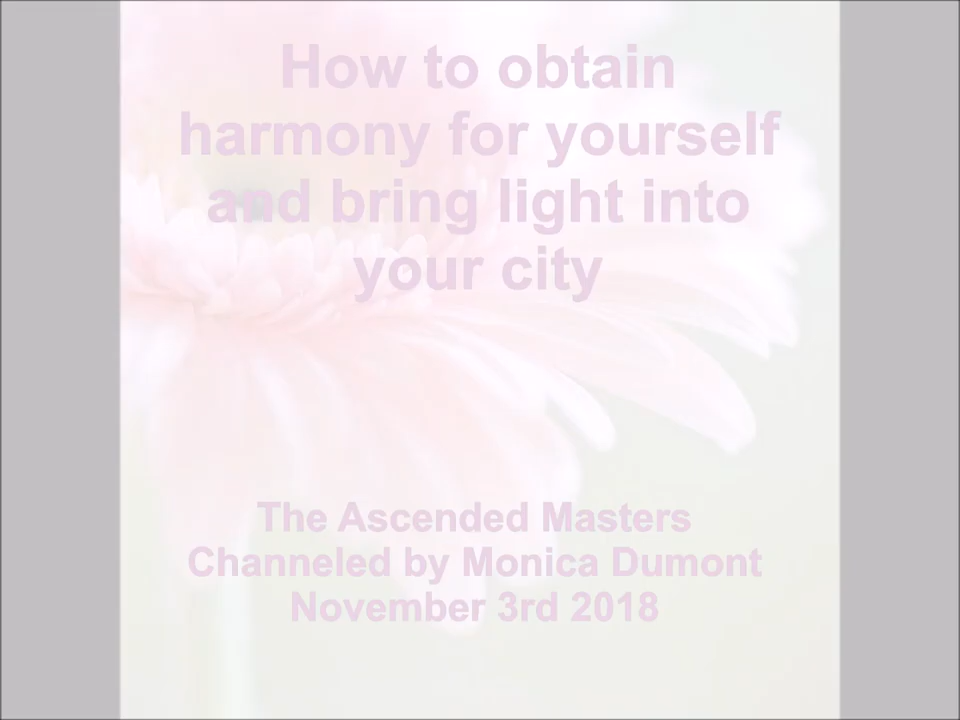 How to obtain
harmony for yourself
and bring light into
your city
The Ascended Masters
Channeled by Monica Dumont
November 3rd 2018